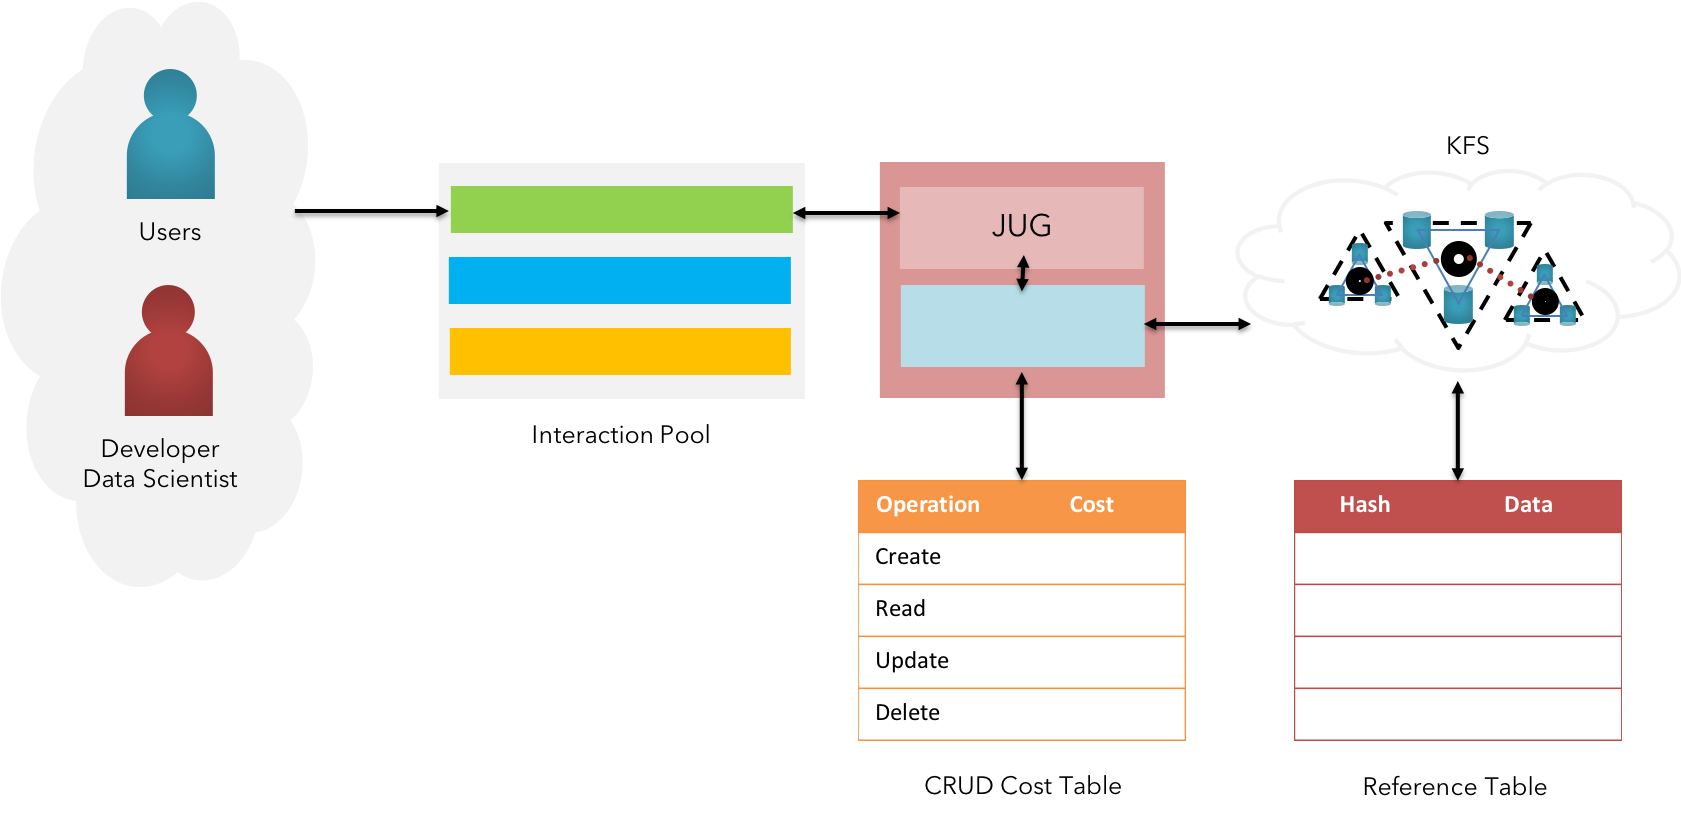 Users
Developer
Data Scientist
Interaction Pool
JUG
KFS
Operation Cost
Create
Read
Update
Delete
CRUD Cost Table
Hash Data
Reference Table